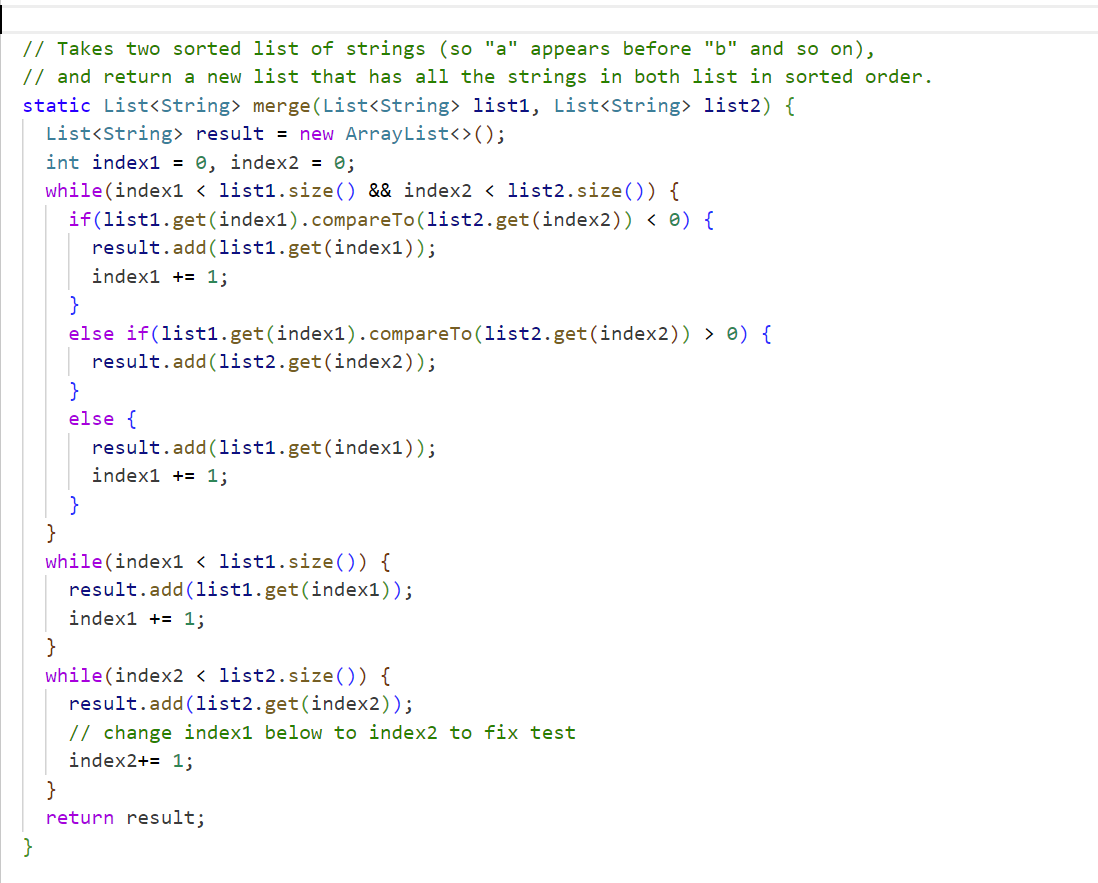 // Takes two sorted list of strings (so "a" appears before "b" and so on),
// and return a new list that has all the strings in both list in sorted order.
static List<String> merge(List<String> list1, List<String> list2) {
  List<String> result = new ArrayList<>();
  int index1 = 0, index2 = 0;
  while(index1 < list1.size() && index2 < list2.size()) {
    if(list1.get(index1).compareTo(list2.get(index2)) < 0) {
      result.add(list1.get(index1));
      index1 += 1;
    }
    else if(list1.get(index1).compareTo(list2.get(index2)) > 0) {
      result.add(list2.get(index2));
    }
    else {
      result.add(list1.get(index1));
      index1 += 1;
    }
  }
  while(index1 < list1.size()) {
    result.add(list1.get(index1));
    index1 += 1;
  }
  while(index2 < list2.size()) {
    result.add(list2.get(index2));
    // change index1 below to index2 to fix test
    index2+= 1;
  }
  return result;
}